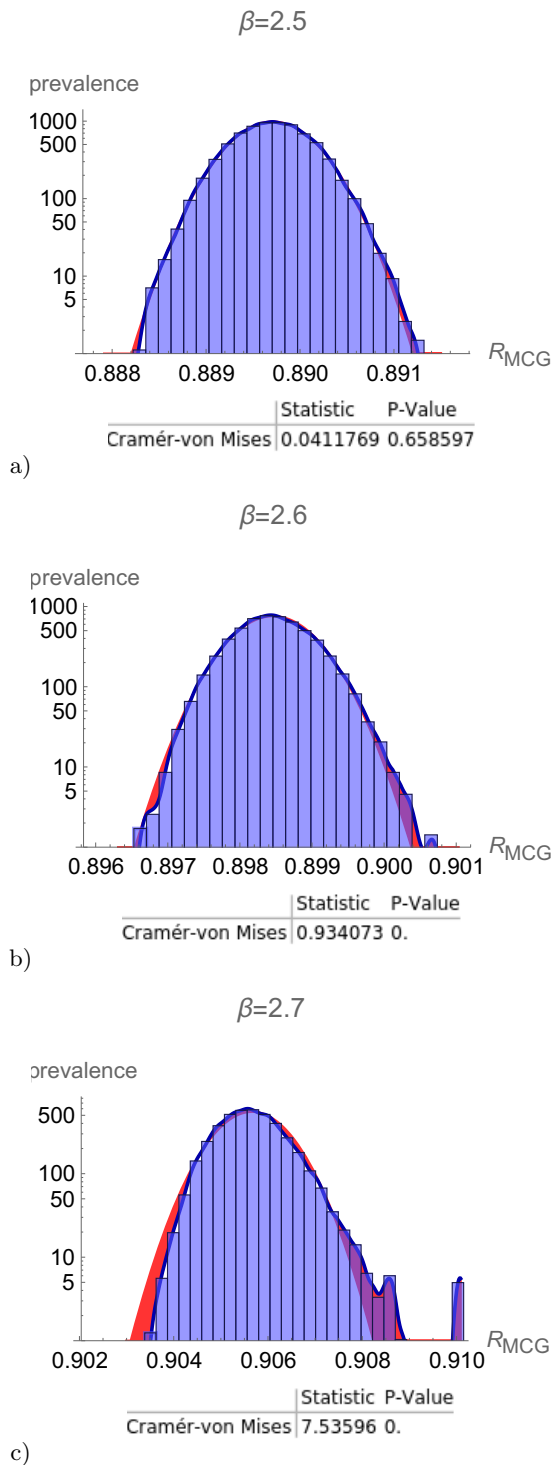 β=2.5
prevalence
1000
500
100
50
10
5
0.888 0.889 0.890 0.891 R_MCG
Statistic P-Value
Cramér-von Mises 0.0411769 0.658597
a)
β=2.6
prevalence
1000
500
100
50
10
5
0.896 0.897 0.898 0.899 0.900 0.901 R_MCG
Statistic P-Value
Cramér-von Mises 0.934073 0.
b)
β=2.7
prevalence
500
100
50
10
5
0.902 0.904 0.906 0.908 0.910 R_MCG
Statistic P-Value
Cramér-von Mises 7.53596 0.
c)